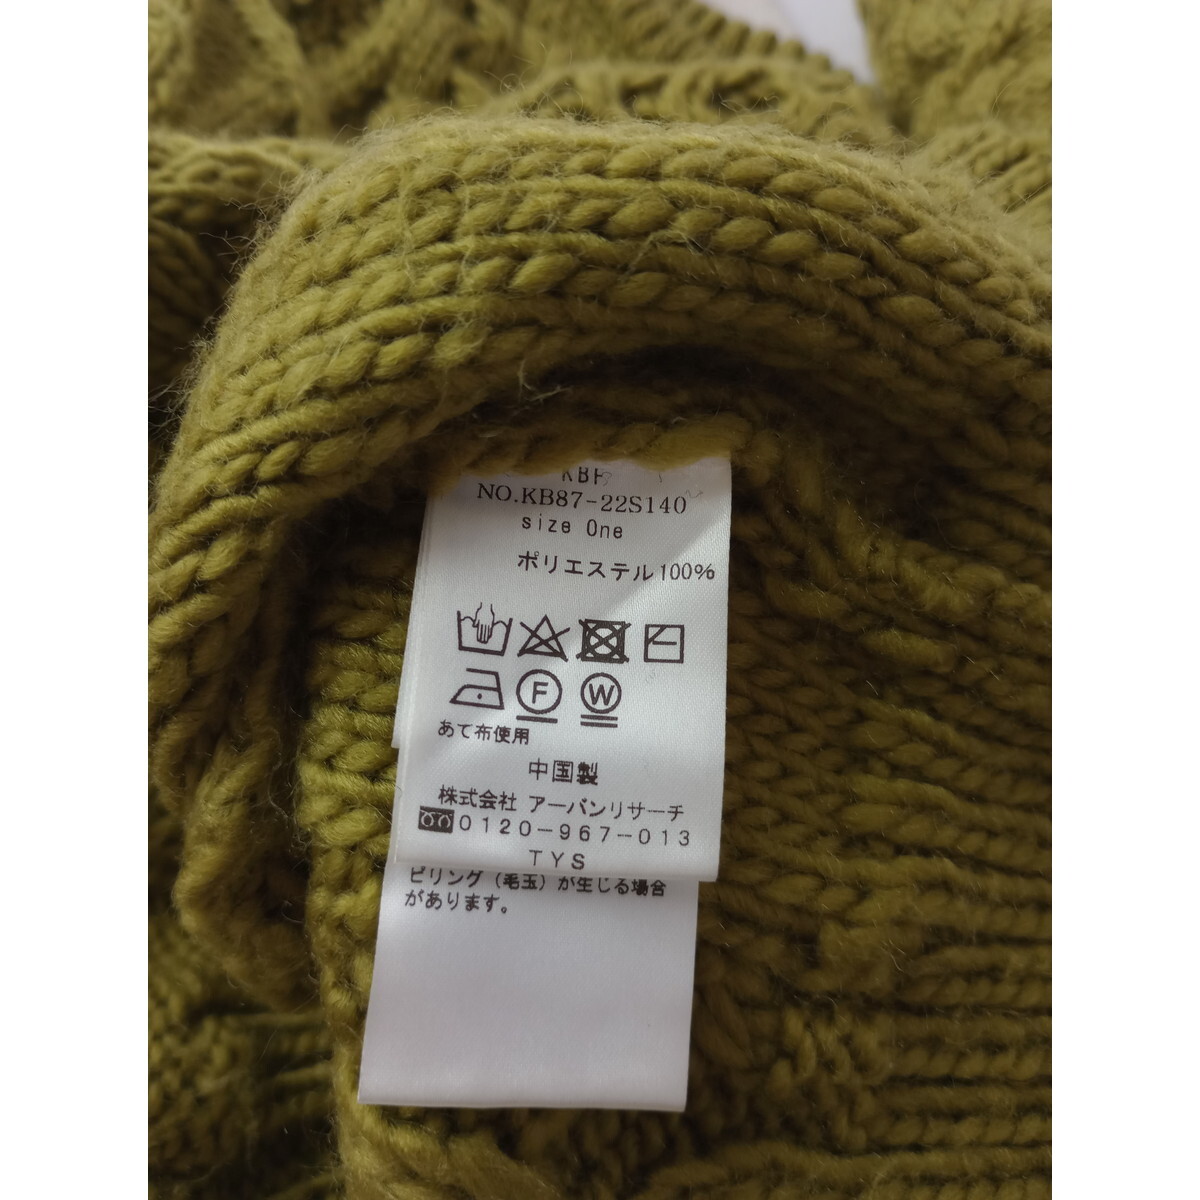 KBF
NO.KB87-22S140
size One
ポリエステル100%
F
W
あて布使用
中国製
株式会社 アーバンリサーチ
0120-967-013
TYS
ピリング（毛玉）が生じる場合
があります。